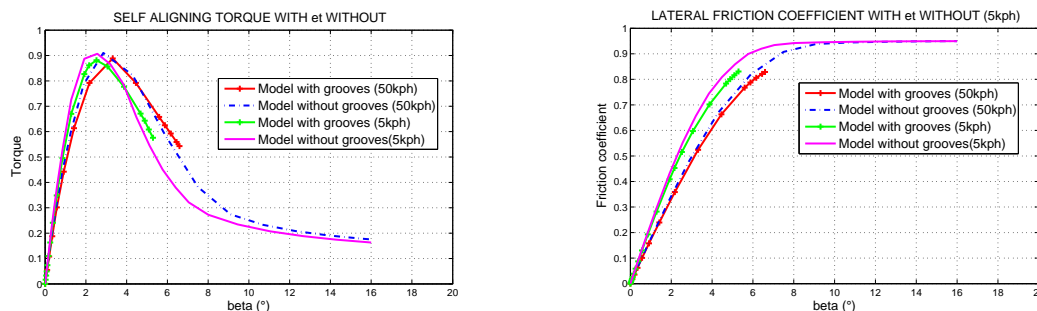 SELF ALIGNING TORQUE WITH et WITHOUT
1
0.9
0.8
0.7
0.6
0.5
0.4
0.3
0.2
0.1
0
Torque
Model with grooves (50kph)
Model without grooves (50kph)
Model with grooves (5kph)
Model without grooves(5kph)
0 2 4 6 8 10 12 14 16 18 20
beta (°)
LATERAL FRICTION COEFFICIENT WITH et WITHOUT (5kph)
1
0.9
0.8
0.7
0.6
0.5
0.4
0.3
0.2
0.1
0
Friction coefficient
Model with grooves (50kph)
Model without grooves (50kph)
Model with grooves (5kph)
Model without grooves(5kph)
0 2 4 6 8 10 12 14 16 18 20
beta (°)